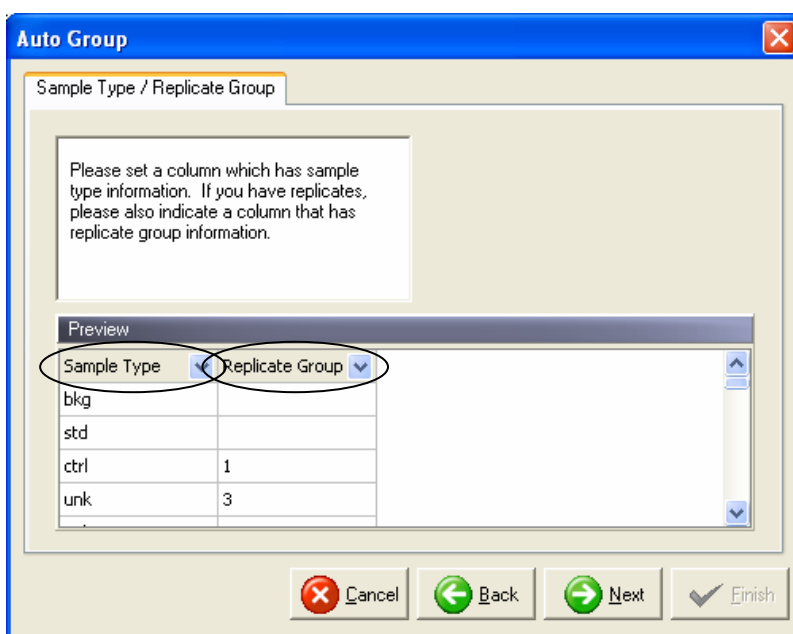 Auto Group
Sample Type / Replicate Group
Please set a column which has sample
type information. If you have replicates,
please also indicate a column that has
replicate group information.
Preview
Sample Type Replicate Group
bkg
std
ctrl 1
unk 3
Cancel Back Next Finish